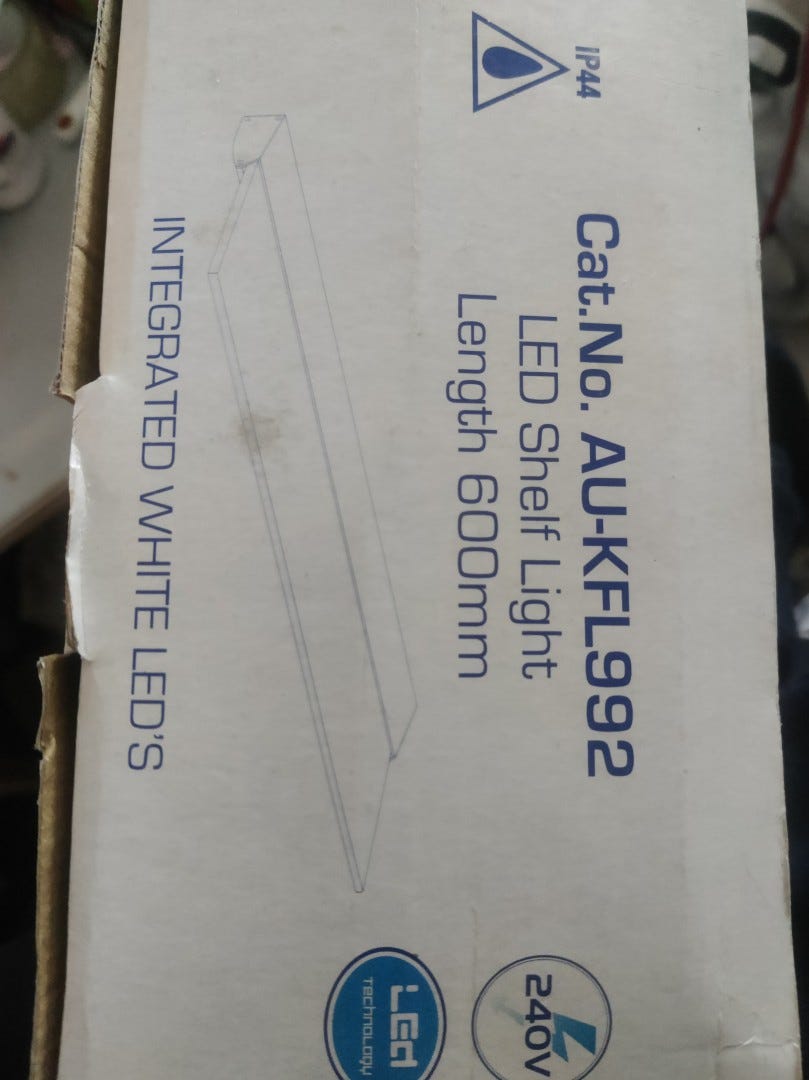 IP44
Cat.No. AU-KFL992
LED Shelf Light
Length 600mm
INTEGRATED WHITE LED'S
240V
LED
TECHNOLOGY